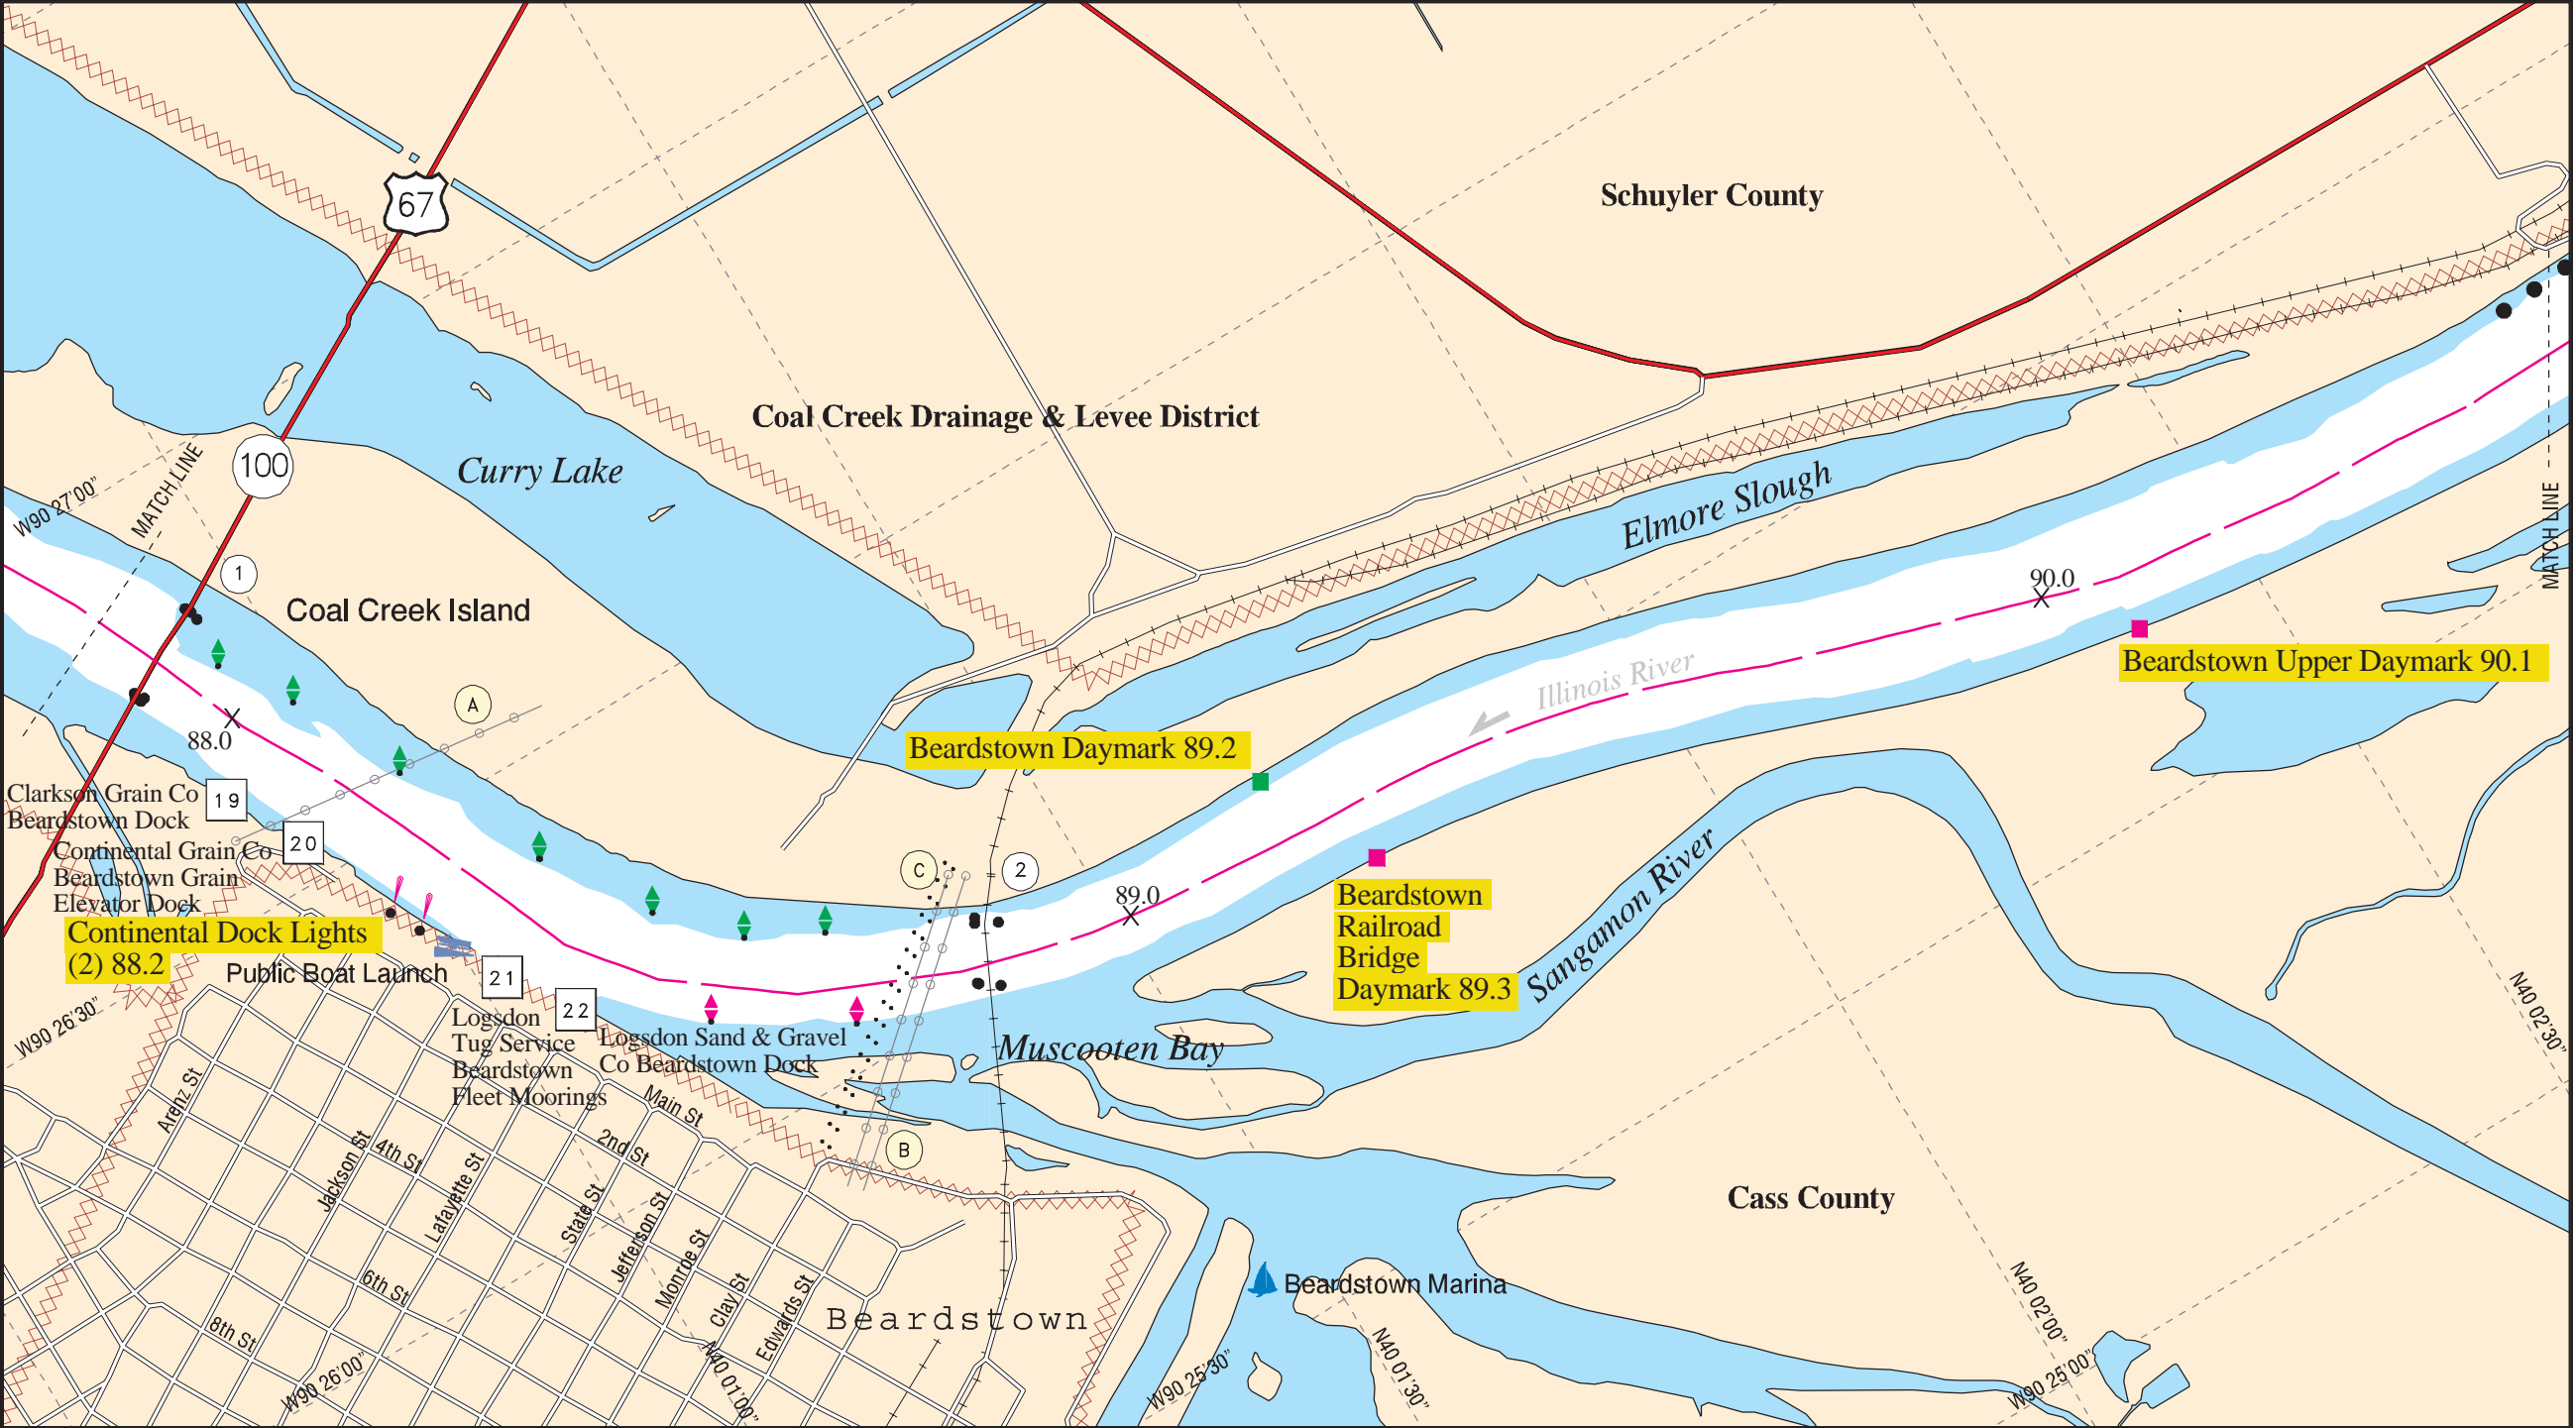 67
Schuyler County
Coal Creek Drainage & Levee District
100
Curry Lake
MATCH LINE
W90 27'00"
Elmore Slough
MATCH LINE
1
Coal Creek Island
90.0
Beardstown Upper Daymark 90.1
Illinois River
A
88.0
Beardstown Daymark 89.2
Clarkson Grain Co
Beardstown Dock
19
20
Continental Grain Co
Beardstown Grain
Elevator Dock
Continental Dock Lights
(2) 88.2
Public Boat Launch
C
2
89.0
Beardstown
Railroad
Bridge
Daymark 89.3
Sangamon River
21
22
Logsdon
Tug Service
Beardstown
Fleet Moorings
Logsdon Sand & Gravel
Co Beardstown Dock
Muscooten Bay
W90 26'30"
N40 02'30"
Main St
2nd St
4th St
6th St
8th St
Arenz St
Jackson St
Lafayette St
State St
Jefferson St
Monroe St
Clay St
Edwards St
B
Cass County
Beardstown Marina
Beardstown
W90 26'00"
N40 01'00"
W90 25'30"
N40 01'30"
N40 02'00"
W90 25'00"